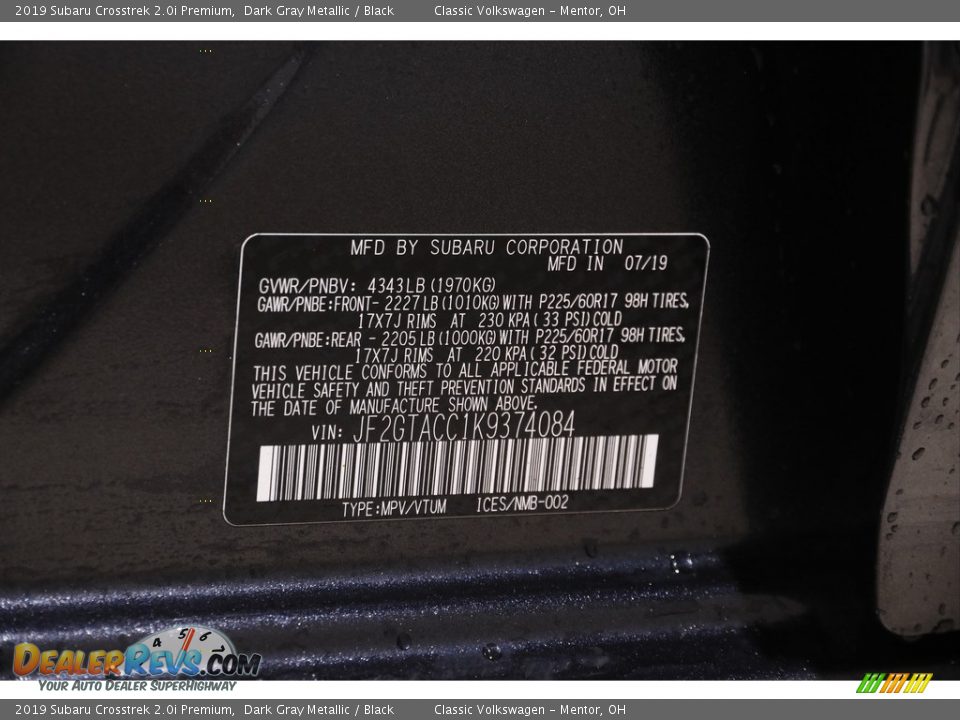 2019 Subaru Crosstrek 2.0i Premium, Dark Gray Metallic / Black Classic Volkswagen - Mentor, OH
MFD BY SUBARU CORPORATION
MFD IN 07/19
GVWR/PNBV: 4343LB (1970KG)
GAWR/PNBE:FRONT- 2227 LB (1010KG) WITH P225/60R17 98H TIRES,
17X7J RIMS AT 230 KPA ( 33 PSI) COLD
GAWR/PNBE:REAR - 2205 LB (1000KG) WITH P225/60R17 98H TIRES,
17X7J RIMS AT 220 KPA ( 32 PSI) COLD
THIS VEHICLE CONFORMS TO ALL APPLICABLE FEDERAL MOTOR
VEHICLE SAFETY AND THEFT PREVENTION STANDARDS IN EFFECT ON
THE DATE OF MANUFACTURE SHOWN ABOVE.
VIN: JF2GTACC1K9374084
TYPE:MPV/VTUM ICES/NMB-002
4 5 6 7
DEALERREVS.COM
YOUR AUTO DEALER SUPERHIGHWAY
2019 Subaru Crosstrek 2.0i Premium, Dark Gray Metallic / Black Classic Volkswagen - Mentor, OH